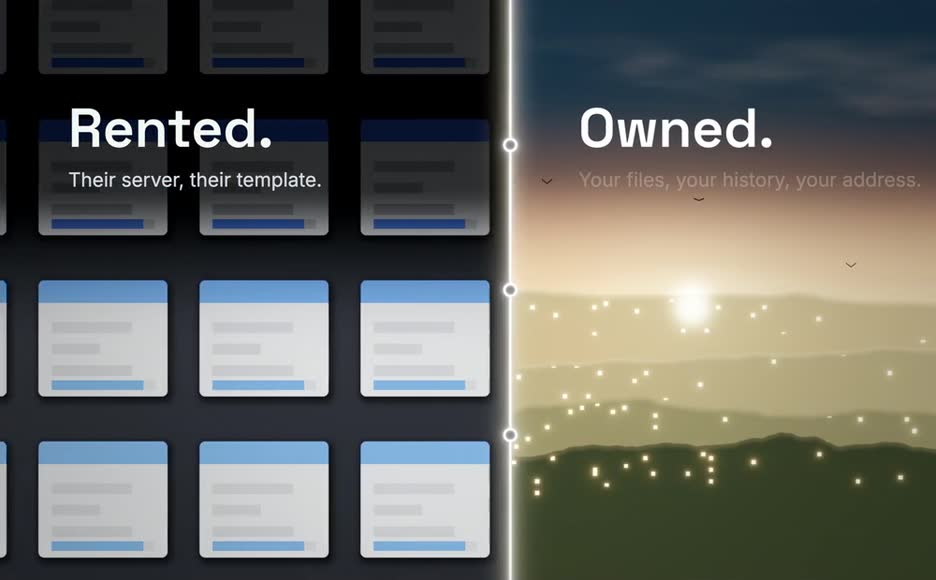 Rented.
Their server, their template.
Owned.
Your files, your history, your address.